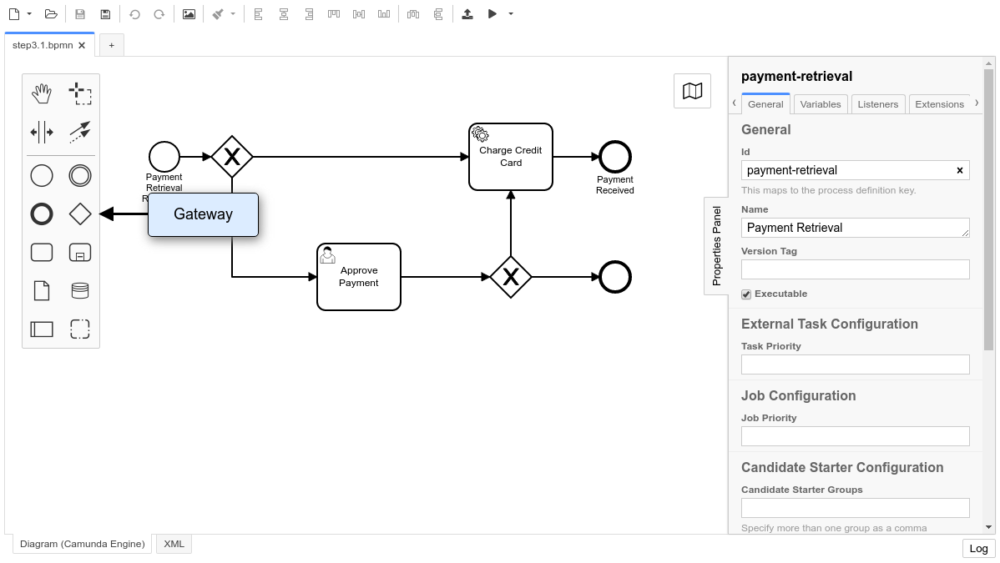 step3.1.bpmn ×
+
Payment
Retrieval
Gateway
Charge Credit
Card
Payment
Received
Approve
Payment
Properties Panel
payment-retrieval
General
Variables
Listeners
Extensions
General
Id
payment-retrieval
This maps to the process definition key.
Name
Payment Retrieval
Version Tag
Executable
External Task Configuration
Task Priority
Job Configuration
Job Priority
Candidate Starter Configuration
Candidate Starter Groups
Specify more than one group as a comma
Diagram (Camunda Engine)
XML
Log